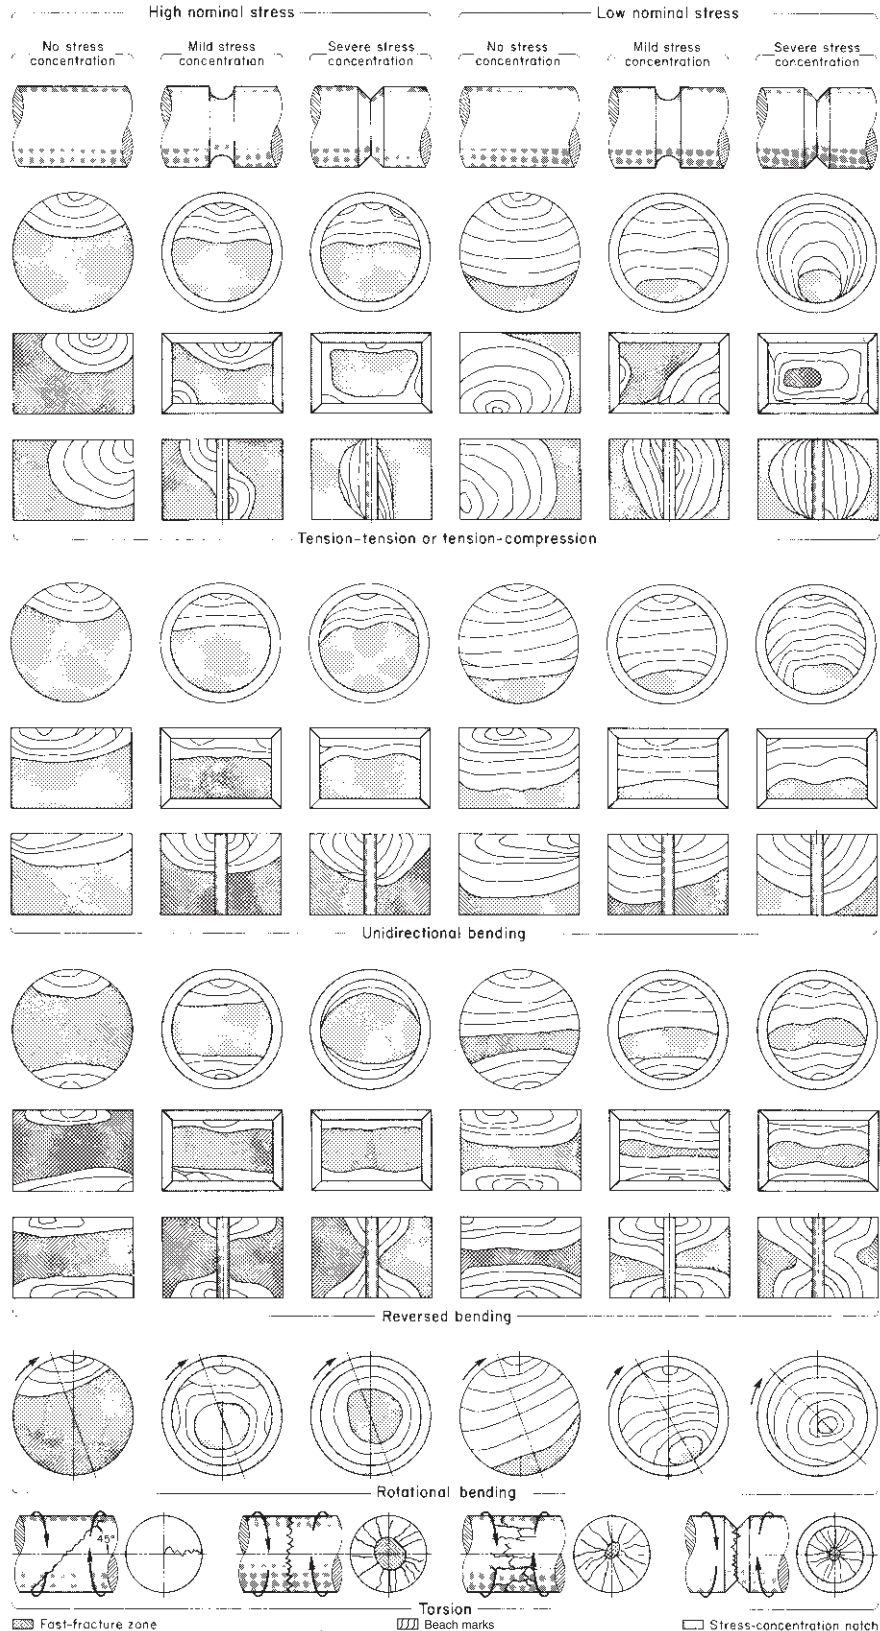 High nominal stress
Low nominal stress
No stress concentration
Mild stress concentration
Severe stress concentration
No stress concentration
Mild stress concentration
Severe stress concentration
Tension-tension or tension-compression
Unidirectional bending
Reversed bending
Rotational bending
45°
Torsion
Fast-fracture zone
Beach marks
Stress-concentration notch